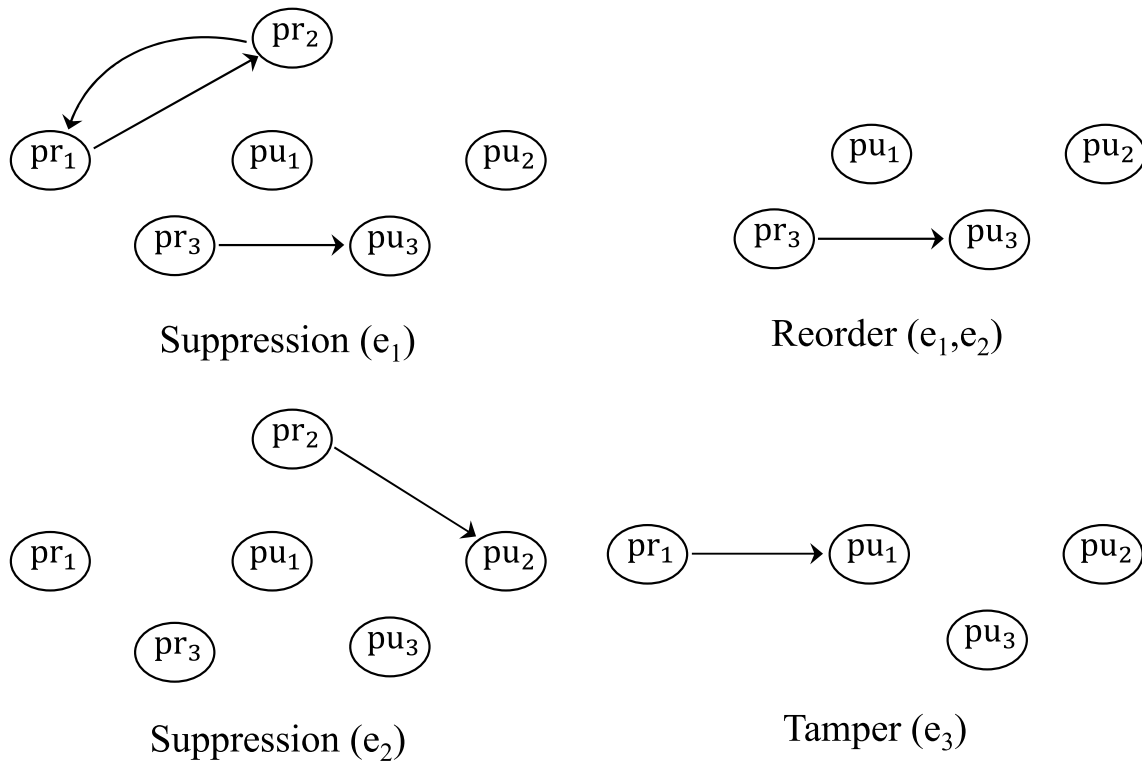 pr₂
pr₁ pu₁ pu₂
pr₃ pu₃
Suppression (e₁)
pu₁ pu₂
pr₃ pu₃
Reorder (e₁,e₂)
pr₂
pr₁ pu₁ pu₂
pr₃ pu₃
Suppression (e₂)
pr₁ pu₁ pu₂
pu₃
Tamper (e₃)